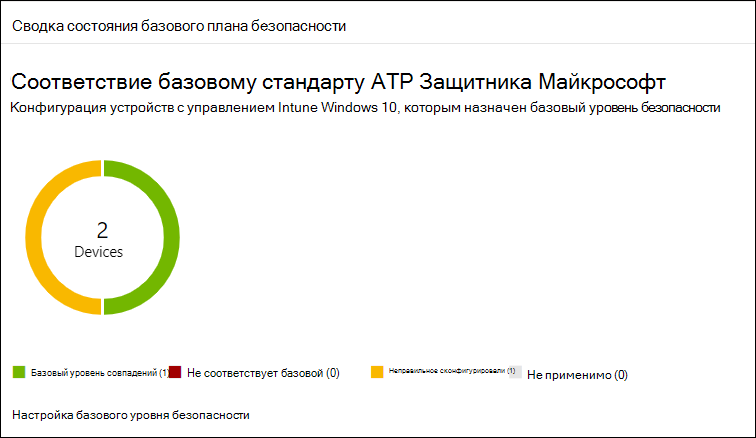 Сводка состояния базового плана безопасности
Соответствие базовому стандарту ATP Защитника Майкрософт
Конфигурация устройств с управлением Intune Windows 10, которым назначен базовый уровень безопасности
2
Devices
Базовый уровень совпадений (1) Не соответствует базовой (0) Неправильное сконфигурировали (1) Не применимо (0)
Настройка базового уровня безопасности